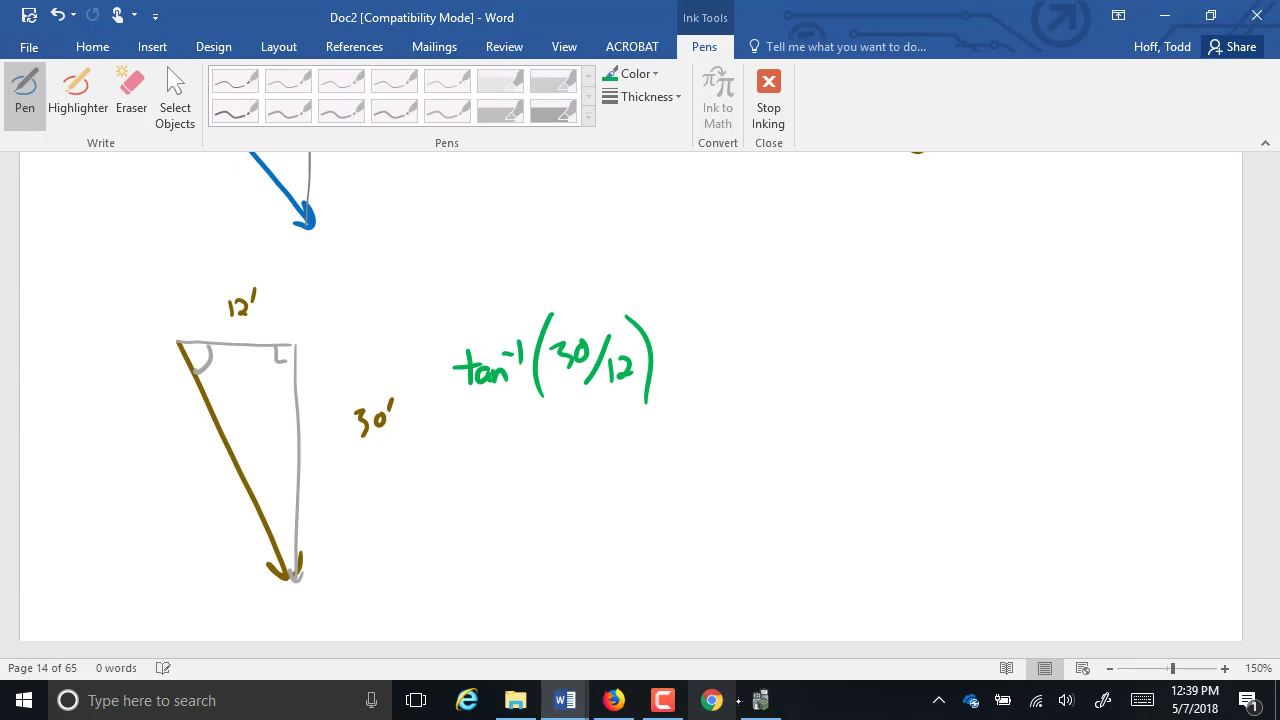 Doc2 [Compatibility Mode] - Word
Ink Tools
File Home Insert Design Layout References Mailings Review View ACROBAT Pens Tell me what you want to do... Hoff, Todd Share
Pen Highlighter Eraser Select Objects
Color
Thickness
Ink to Math
Stop Inking
Write Pens Convert Close
12'
tan⁻¹(30/12)
30'
Page 14 of 65 0 words 150%
Type here to search
12:39 PM
5/7/2018
1